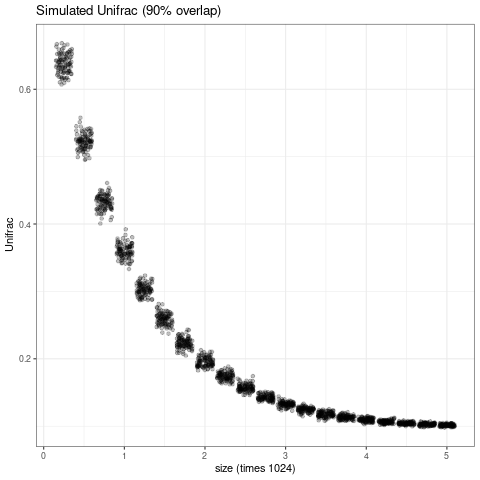 Simulated Unifrac (90% overlap)
0.6
0.4
0.2
Unifrac
0 1 2 3 4 5
size (times 1024)